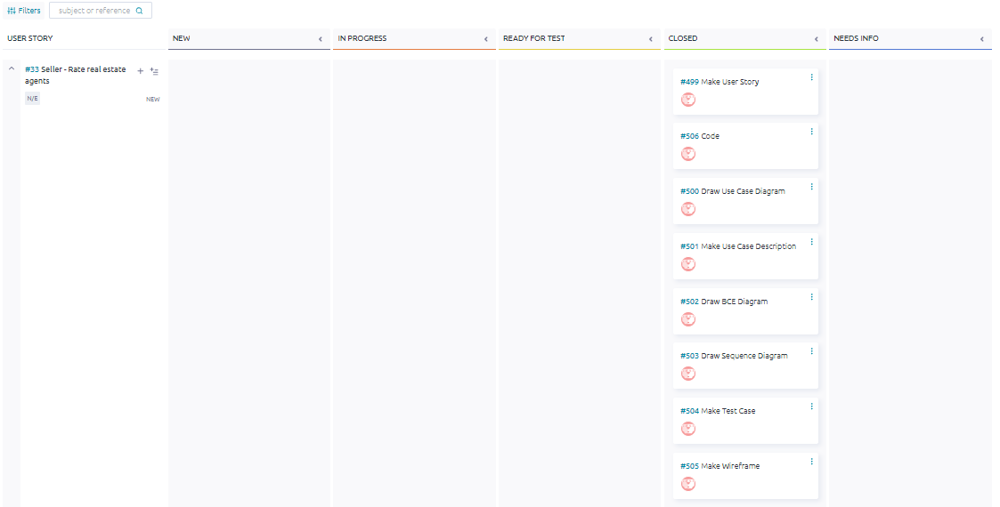 Filters
subject or reference
USER STORY
NEW
IN PROGRESS
READY FOR TEST
CLOSED
NEEDS INFO
#33 Seller - Rate real estate
agents
N/E
NEW
#499 Make User Story
#506 Code
#500 Draw Use Case Diagram
#501 Make Use Case Description
#502 Draw BCE Diagram
#503 Draw Sequence Diagram
#504 Make Test Case
#505 Make Wireframe